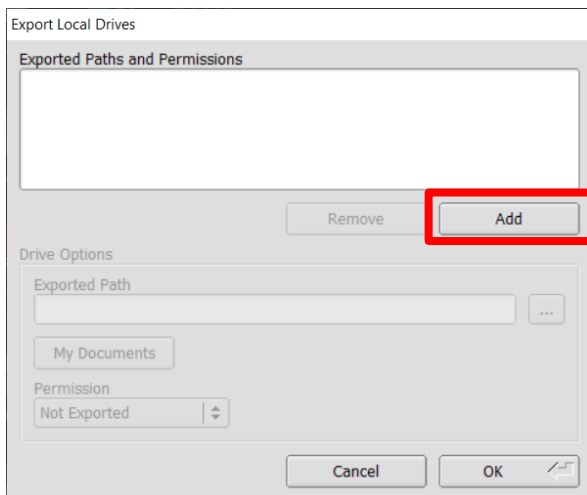 Export Local Drives
Exported Paths and Permissions
Remove
Add
Drive Options
Exported Path
...
My Documents
Permission
Not Exported
Cancel
OK